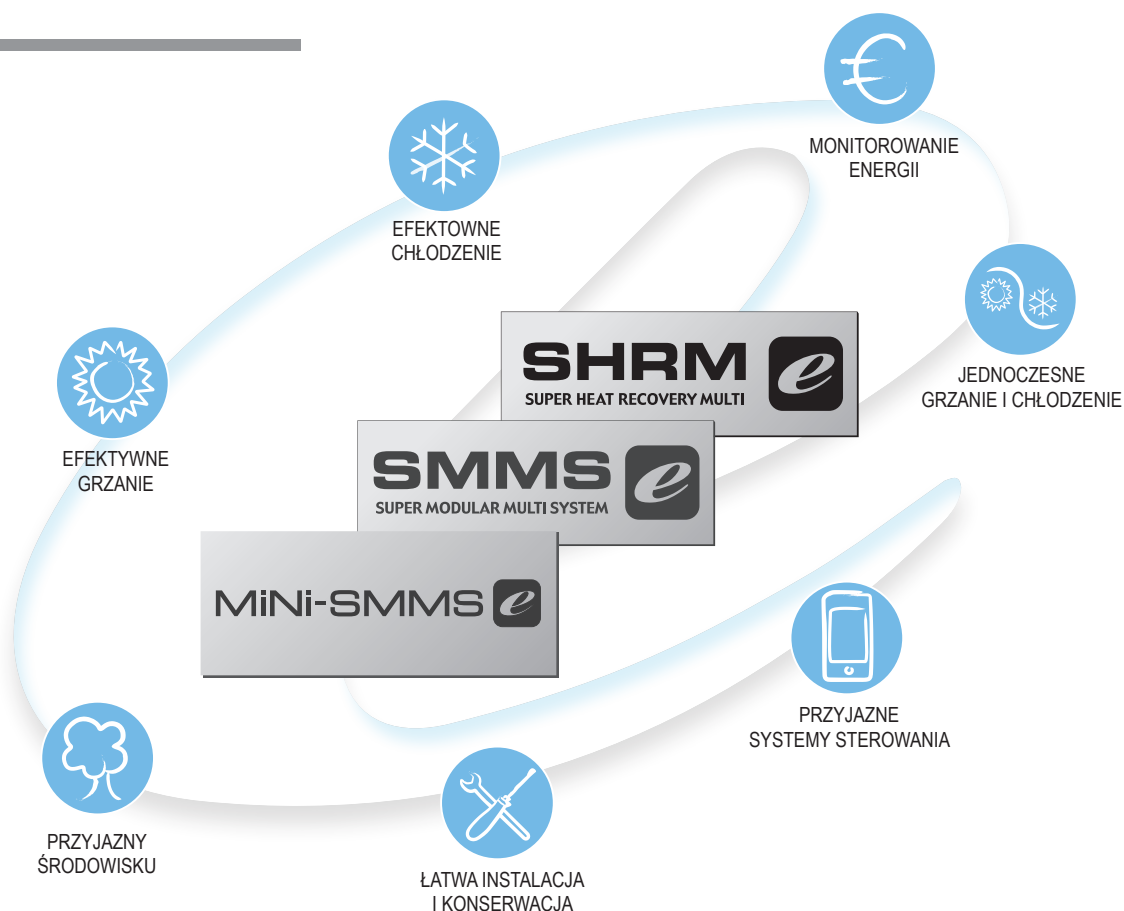 MONITOROWANIE
ENERGII
EFEKTOWNE
CHŁODZENIE
JEDNOCZESNE
GRZANIE I CHŁODZENIE
SHRM e
SUPER HEAT RECOVERY MULTI
EFEKTYWNE
GRZANIE
SMMS e
SUPER MODULAR MULTI SYSTEM
MiNi-SMMS e
PRZYJAZNE
SYSTEMY STEROWANIA
PRZYJAZNY
ŚRODOWISKU
ŁATWA INSTALACJA
I KONSERWACJA